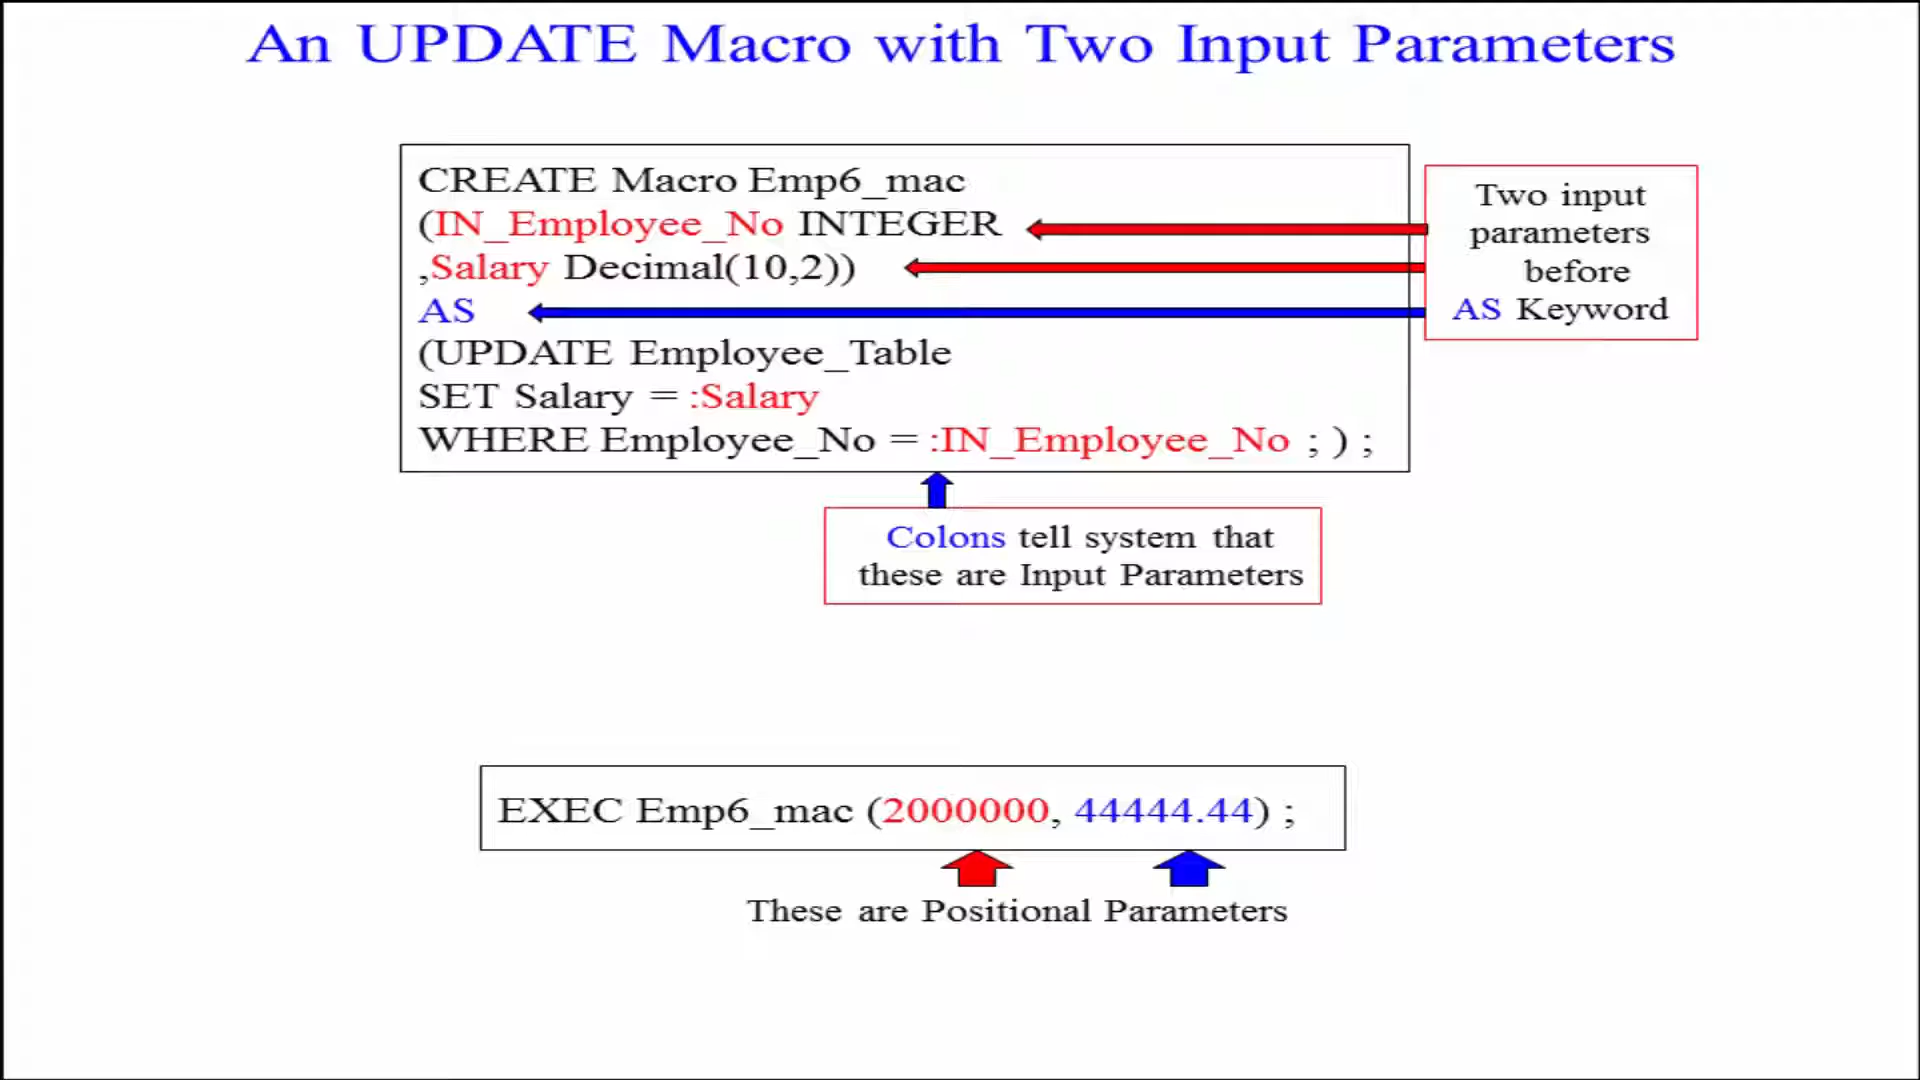 An UPDATE Macro with Two Input Parameters
CREATE Macro Emp6_mac
(IN_Employee_No INTEGER
,Salary Decimal(10,2))
AS
(UPDATE Employee_Table
SET Salary = :Salary
WHERE Employee_No = :IN_Employee_No ; ) ;
Two input
parameters
before
AS Keyword
Colons tell system that
these are Input Parameters
EXEC Emp6_mac (2000000, 44444.44) ;
These are Positional Parameters